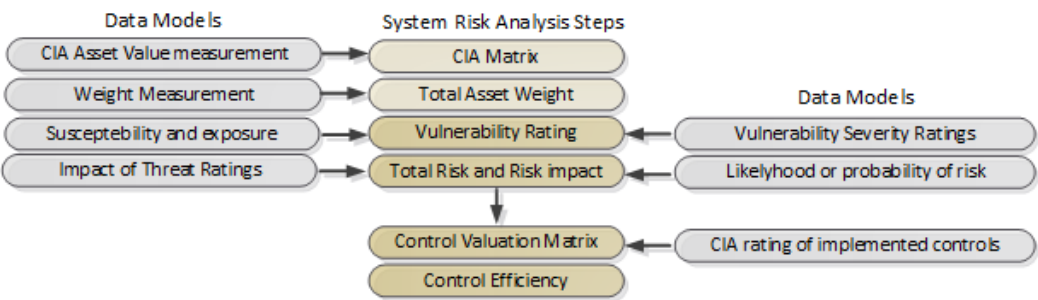 Data Models
System Risk Analysis Steps
CIA Asset Value measurement
CIA Matrix
Weight Measurement
Total Asset Weight
Data Models
Susceptebility and exposure
Vulnerability Rating
Vulnerability Severity Ratings
Impact of Threat Ratings
Total Risk and Risk impact
Likelyhood or probability of risk
Control Valuation Matrix
CIA rating of implemented controls
Control Efficiency